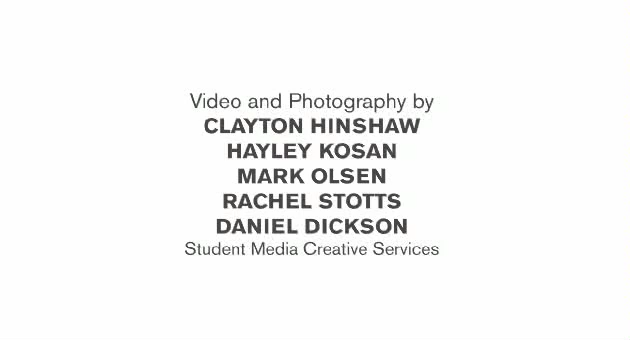 Video and Photography by
CLAYTON HINSHAW
HAYLEY KOSAN
MARK OLSEN
RACHEL STOTTS
DANIEL DICKSON
Student Media Creative Services